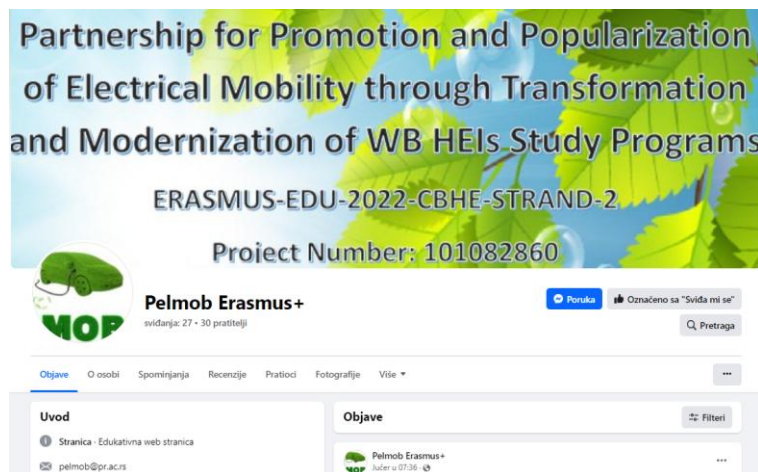 Partnership for Promotion and Popularization
of Electrical Mobility through Transformation
and Modernization of WB HEIs Study Programs
ERASMUS-EDU-2022-CBHE-STRAND-2
Project Number: 101082860
MOB
Pelmob Erasmus+
sviđanja: 27 • 30 pratitelji
Poruka
Označeno sa "Sviđa mi se"
Pretraga
Objave O osobi Spominjanja Recenzije Pratioci Fotografije Više
Uvod
Stranica · Edukativna web stranica
pelmob@pr.ac.rs
Objave
Filteri
MOB
Pelmob Erasmus+
Jučer u 07:36